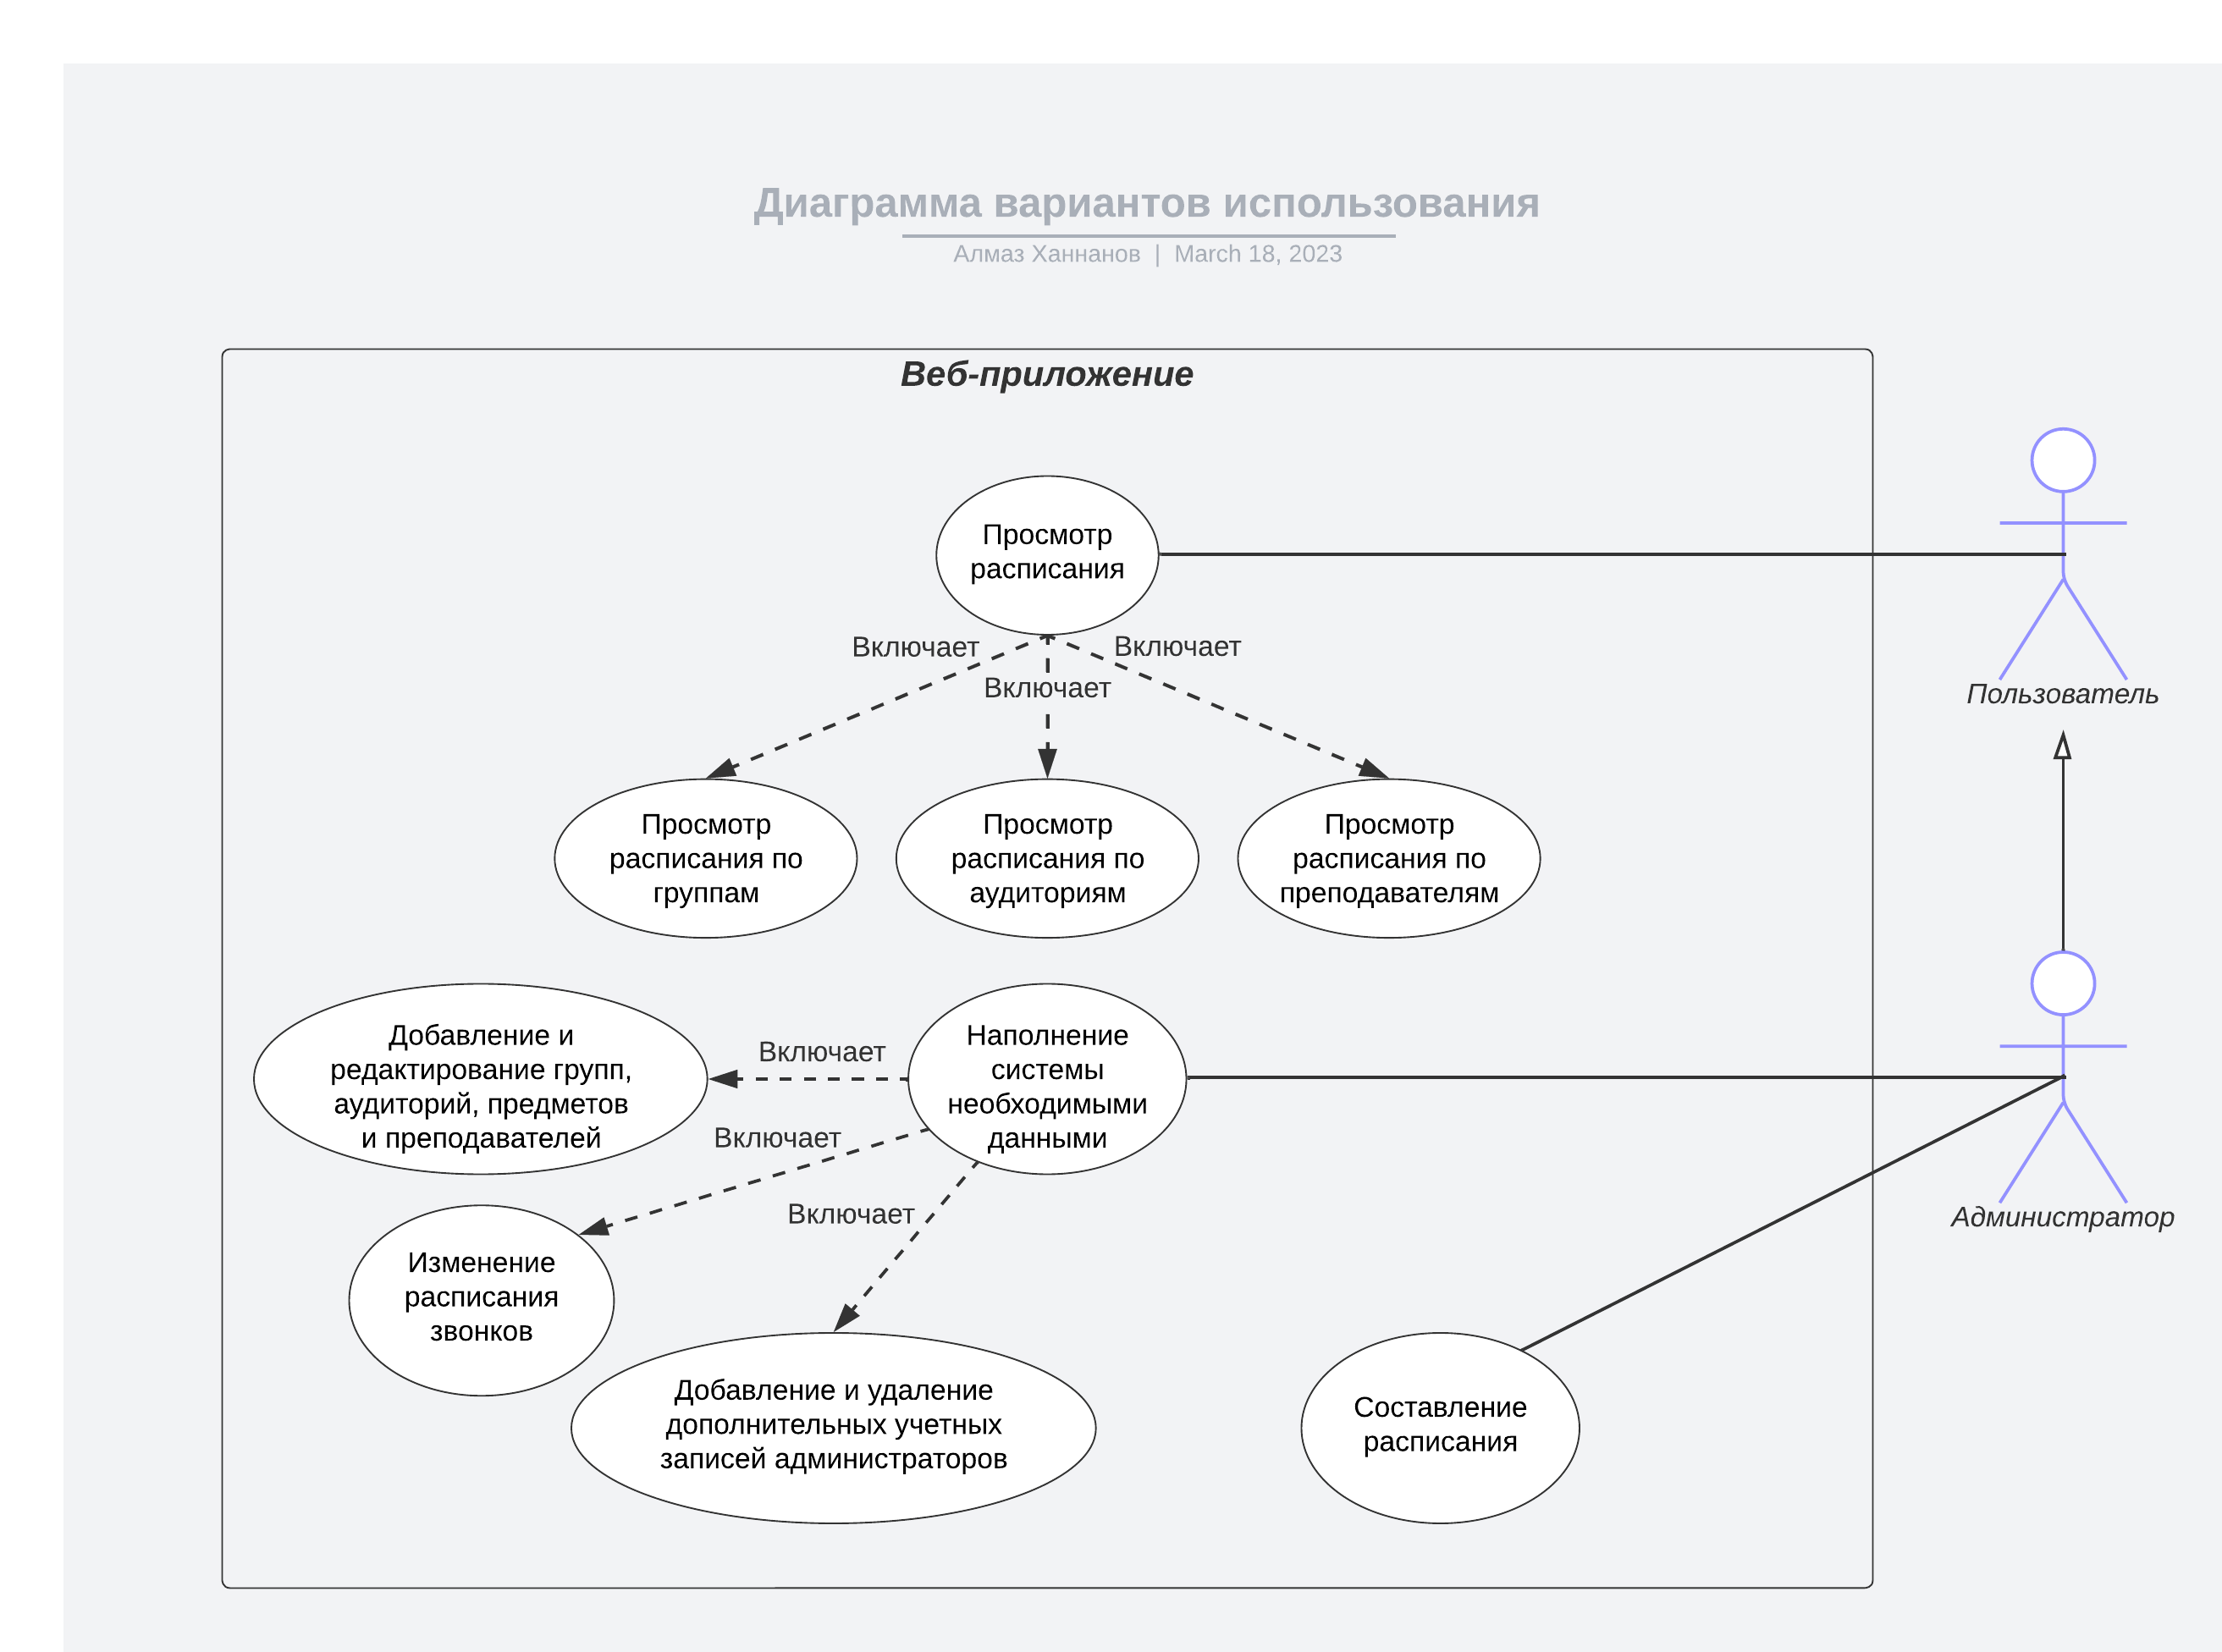 Диаграмма вариантов использования
Алмаз Ханнанов | March 18, 2023
Веб-приложение
Просмотр
расписания
Включает
Включает
Включает
Пользователь
Просмотр
расписания по
группам
Просмотр
расписания по
аудиториям
Просмотр
расписания по
преподавателям
Добавление и
редактирование групп,
аудиторий, предметов
и преподавателей
Включает
Наполнение
системы
необходимыми
данными
Включает
Включает
Администратор
Изменение
расписания
звонков
Добавление и удаление
дополнительных учетных
записей администраторов
Составление
расписания